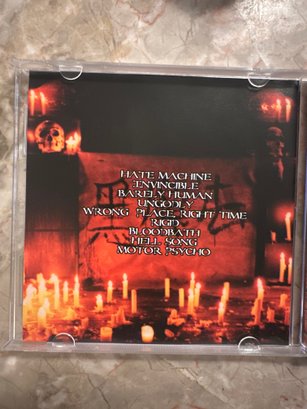 HATE MACHINE
INVINCIBLE
BARELY HUMAN
UNGODLY
WRONG PLACE, RIGHT TIME
RIGID
BLOODBATH
HELL SONG
MOTOR PSYCHO